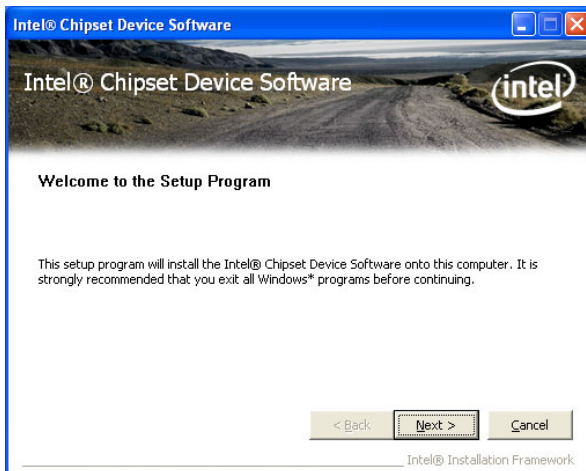 Intel® Chipset Device Software
Intel® Chipset Device Software
intel
Welcome to the Setup Program
This setup program will install the Intel® Chipset Device Software onto this computer. It is
strongly recommended that you exit all Windows* programs before continuing.
< Back Next > Cancel
Intel® Installation Framework